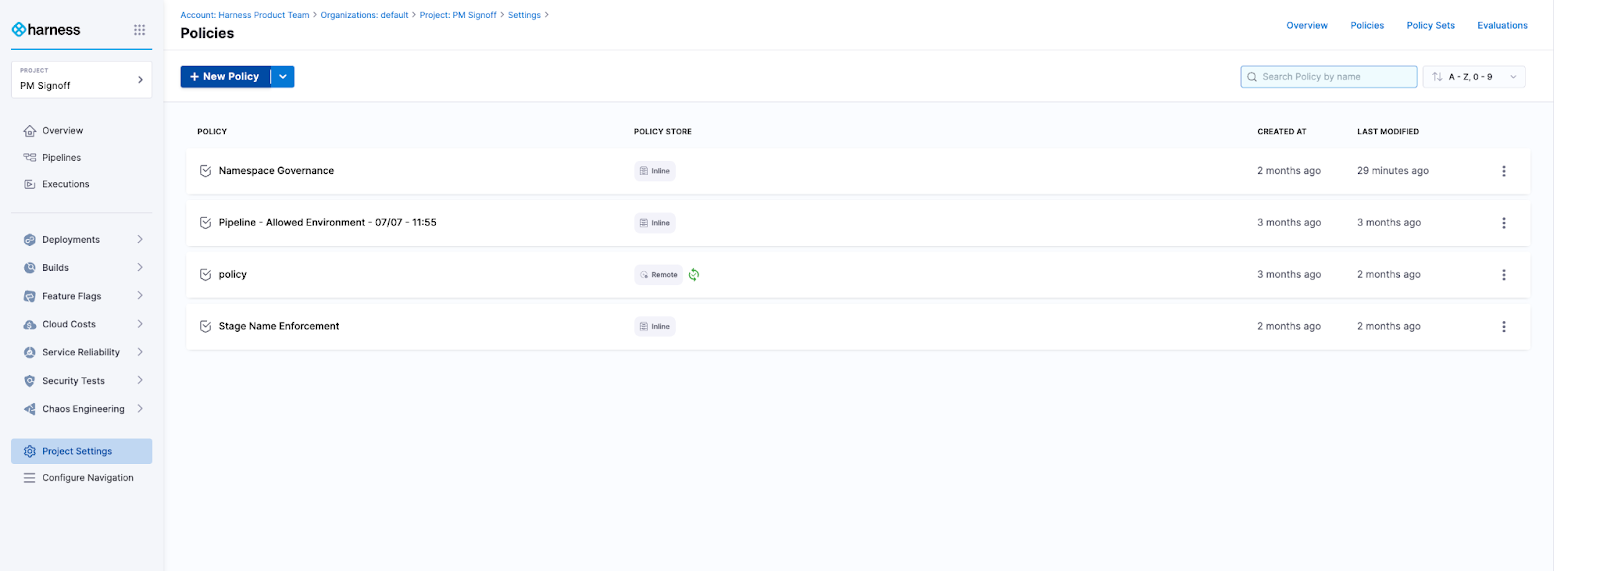 harness
PROJECT
PM Signoff
Overview
Pipelines
Executions
Deployments
Builds
Feature Flags
Cloud Costs
Service Reliability
Security Tests
Chaos Engineering
Project Settings
Configure Navigation
Account: Harness Product Team > Organizations: default > Project: PM Signoff > Settings >
Policies
Overview Policies Policy Sets Evaluations
+ New Policy
Search Policy by name
A - Z, 0 - 9
POLICY POLICY STORE CREATED AT LAST MODIFIED
Namespace Governance Inline 2 months ago 29 minutes ago
Pipeline - Allowed Environment - 07/07 - 11:55 Inline 3 months ago 3 months ago
policy Remote 3 months ago 2 months ago
Stage Name Enforcement Inline 2 months ago 2 months ago